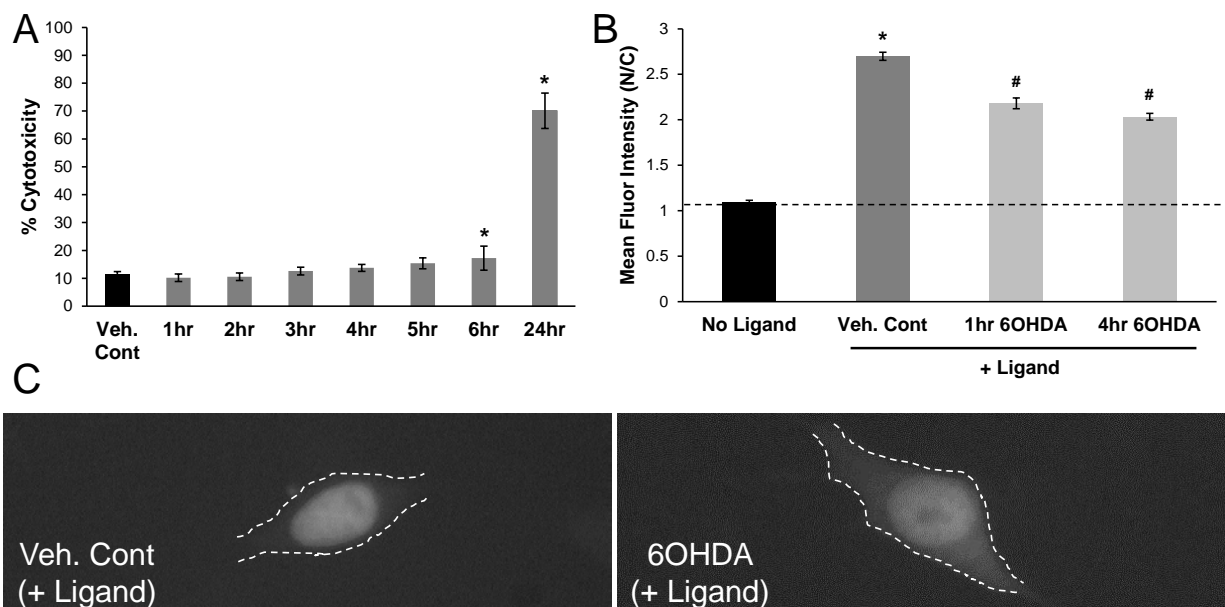 A
% Cytotoxicity
100
90
80
70
60
50
40
30
20
10
0
*
*
Veh. Cont
1hr
2hr
3hr
4hr
5hr
6hr
24hr
B
Mean Fluor Intensity (N/C)
3
2.5
2
1.5
1
0.5
0
*
#
#
No Ligand
Veh. Cont
1hr 6OHDA
4hr 6OHDA
+ Ligand
C
Veh. Cont
(+ Ligand)
6OHDA
(+ Ligand)